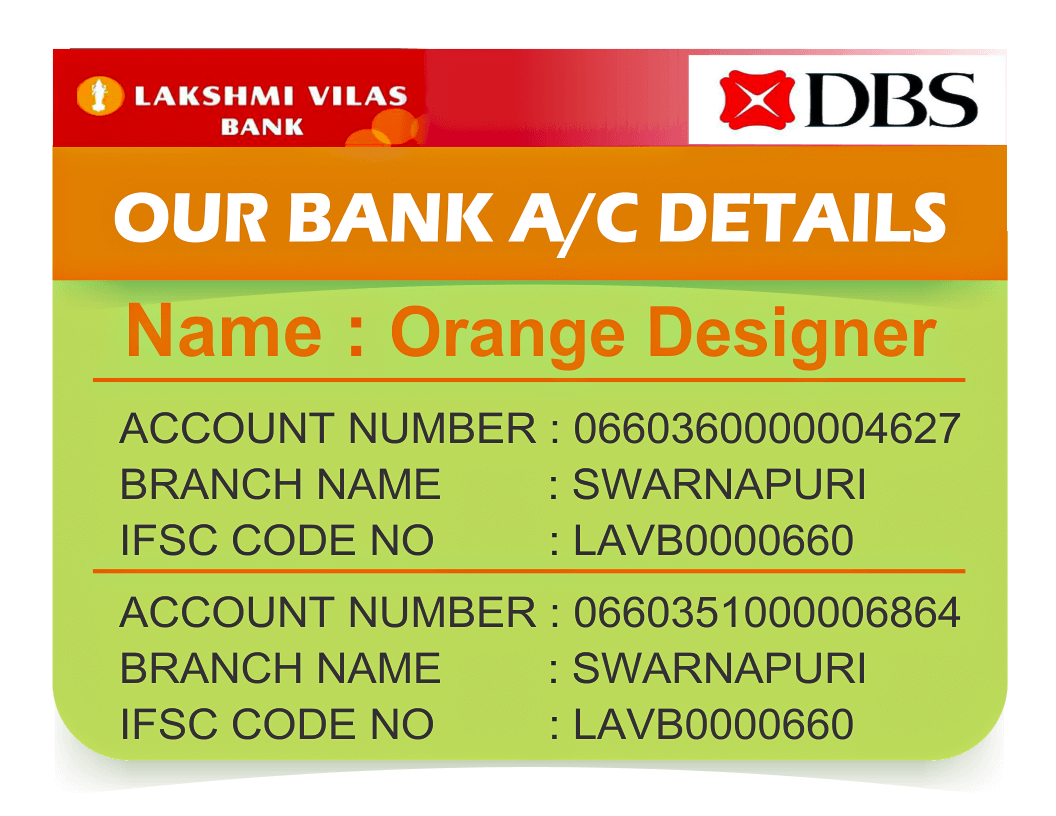 LAKSHMI VILAS
BANK
DBS
OUR BANK A/C DETAILS
Name : Orange Designer
ACCOUNT NUMBER : 0660360000004627
BRANCH NAME : SWARNAPURI
IFSC CODE NO : LAVB0000660
ACCOUNT NUMBER : 0660351000006864
BRANCH NAME : SWARNAPURI
IFSC CODE NO : LAVB0000660